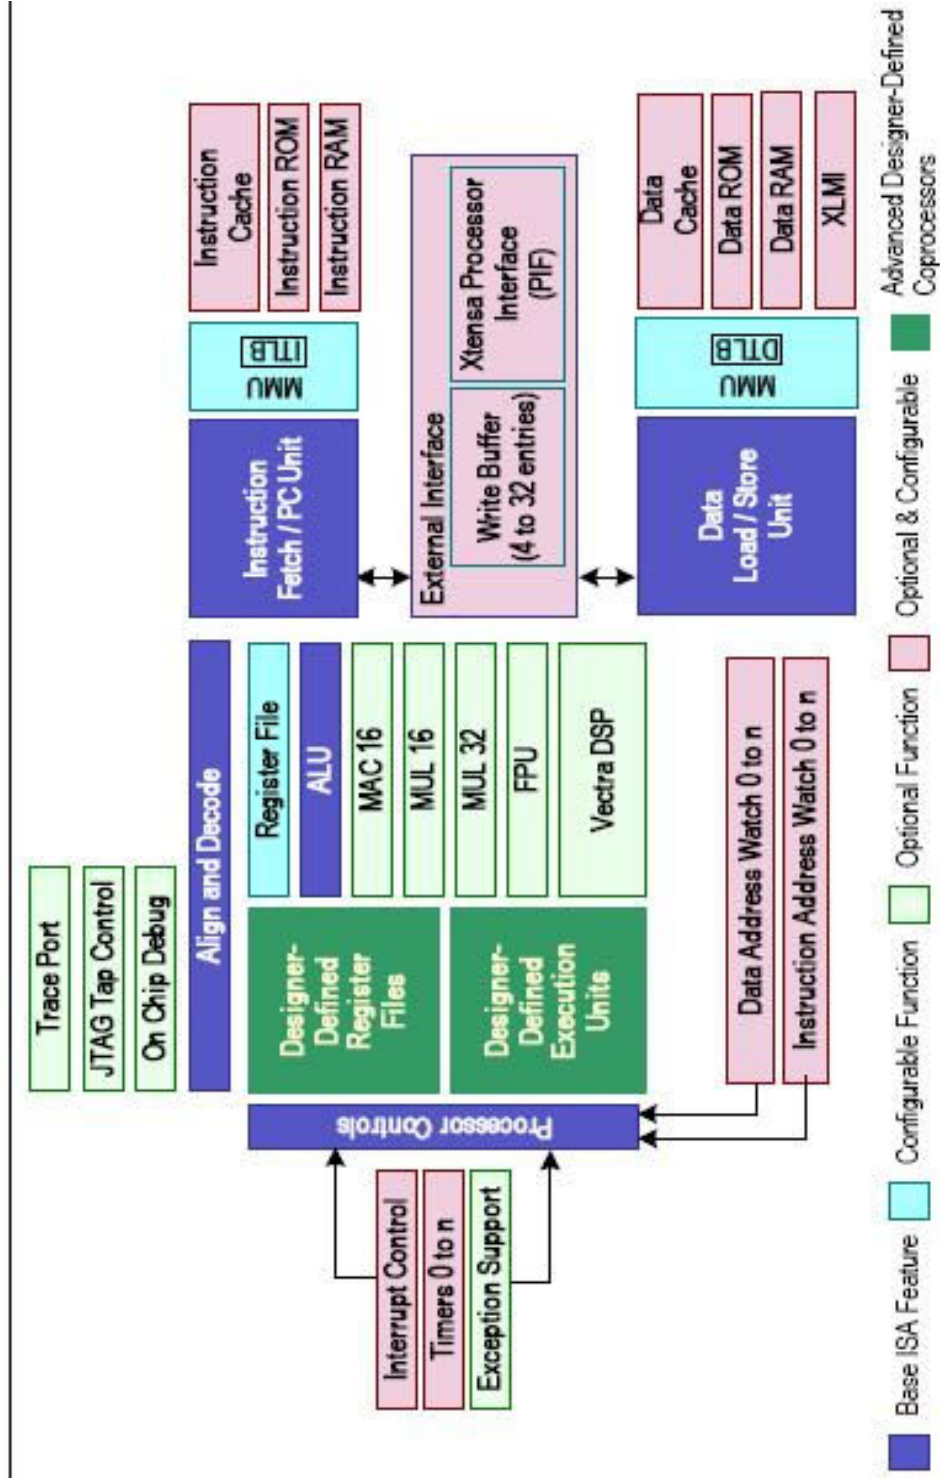 Trace Port
JTAG Tap Control
On Chip Debug
Align and Decode
Processor Controls
Interrupt Control
Timers 0 to n
Exception Support
Designer-
Defined
Register
Files
Designer-
Defined
Execution
Units
Register File
ALU
MAC 16
MUL 16
MUL 32
FPU
Vectra DSP
Data Address Watch 0 to n
Instruction Address Watch 0 to n
Instruction
Fetch / PC Unit
MMU
ITLB
Instruction
Cache
Instruction ROM
Instruction RAM
External Interface
Write Buffer
(4 to 32 entries)
Xtensa Processor
Interface
(PIF)
Data
Load / Store
Unit
MMU
DTLB
Data
Cache
Data ROM
Data RAM
XLMI
Base ISA Feature
Configurable Function
Optional Function
Optional & Configurable
Advanced Designer-Defined
Coprocessors